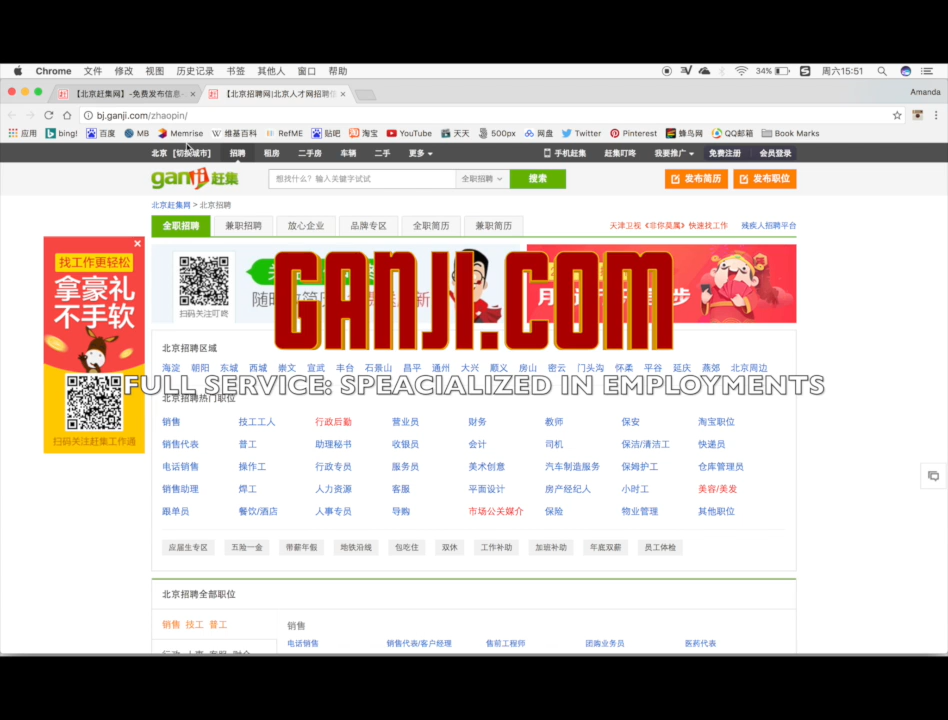 Chrome 文件 修改 视图 历史记录 书签 其他人 窗口 帮助 34% 周六15:51
【北京赶集网】-免费发布信息 × 【北京招聘网|北京人才网招聘信 × Amanda
bj.ganji.com/zhaopin/
应用 bing! 百度 MB Memrise 维基百科 RefME 贴吧 淘宝 YouTube 天天 500px 网盘 Twitter Pinterest 蜂鸟网 QQ邮箱 Book Marks
北京 [切换城市] 招聘 租房 二手房 车辆 二手 更多 手机赶集 赶集叮咚 我要推广 免费注册 会员登录
ganji 赶集 想找什么？输入关键字试试 全职招聘 搜索 发布简历 发布职位
北京赶集网 > 北京招聘
全职招聘 兼职招聘 放心企业 品牌专区 全职简历 兼职简历 天津卫视《非你莫属》快速找工作 残疾人招聘平台
找工作更轻松
拿豪礼
不手软
扫码关注赶集工作通
扫码关注叮咚
GANJI.COM
FULL SERVICE: SPEACIALIZED IN EMPLOYMENTS
北京招聘区域
海淀 朝阳 东城 西城 崇文 宣武 丰台 石景山 昌平 通州 大兴 顺义 房山 密云 门头沟 怀柔 平谷 延庆 燕郊 北京周边
北京招聘热门职位
销售 技工工人 行政后勤 营业员 财务 教师 保安 淘宝职位
销售代表 普工 助理秘书 收银员 会计 司机 保洁/清洁工 快递员
电话销售 操作工 行政专员 服务员 美术创意 汽车制造服务 保姆护工 仓库管理员
销售助理 焊工 人力资源 客服 平面设计 房产经纪人 小时工 美容/美发
跟单员 餐饮/酒店 人事专员 导购 市场公关媒介 保险 物业管理 其他职位
应届生专区 五险一金 带薪年假 地铁沿线 包吃住 双休 工作补助 加班补助 年底双薪 员工体检
北京招聘全部职位
销售 技工 普工 销售
电话销售 销售代表/客户经理 售前工程师 团购业务员 医药代表